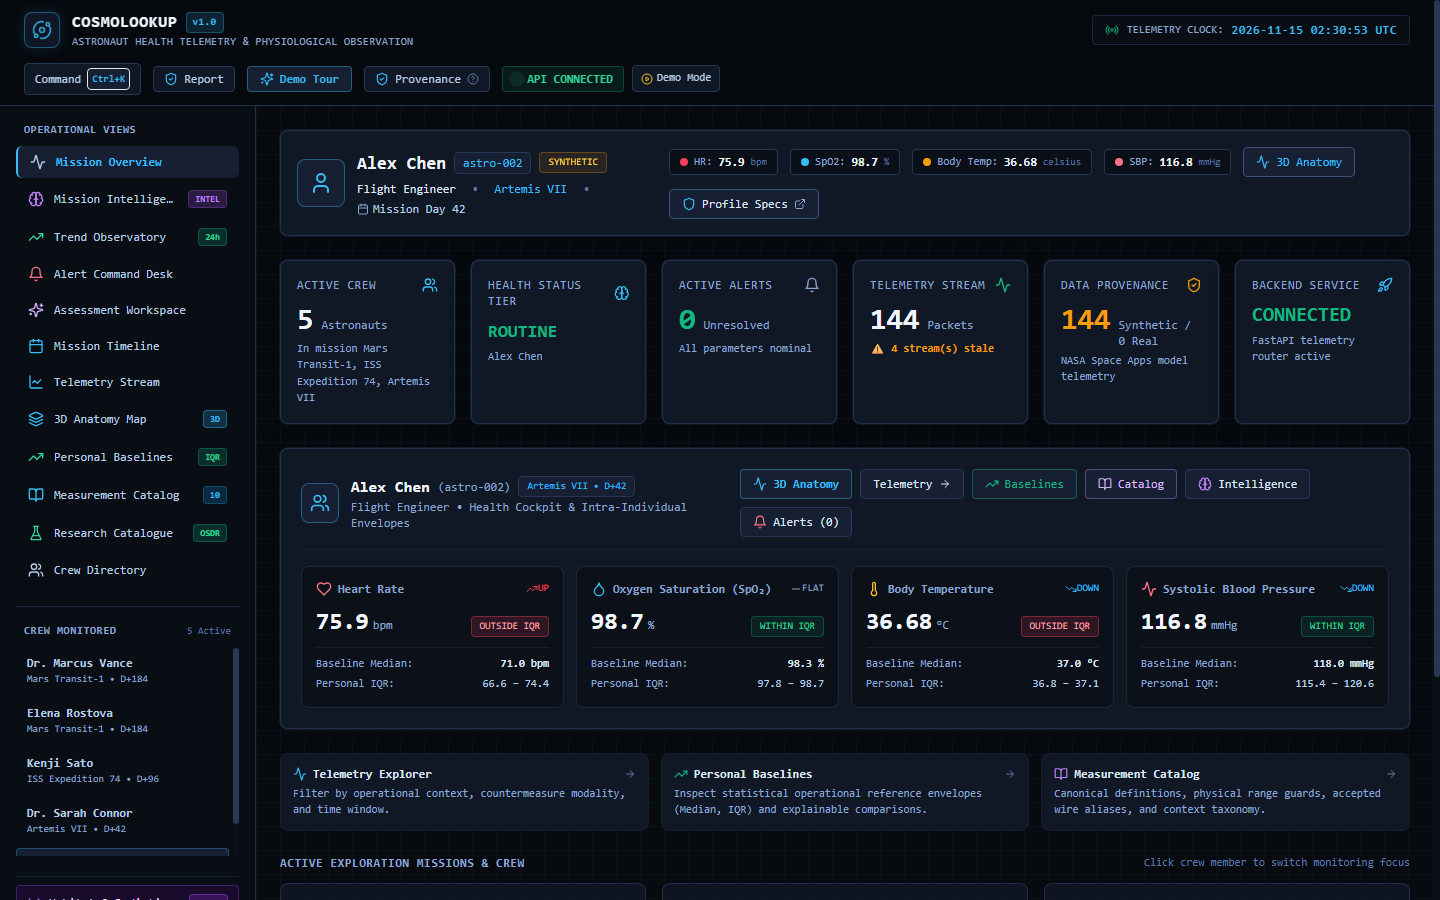 COSMOLOOKUP v1.0
ASTRONAUT HEALTH TELEMETRY & PHYSIOLOGICAL OBSERVATION
TELEMETRY CLOCK: 2026-11-15 02:30:53 UTC
Command Ctrl+K
Report
Demo Tour
Provenance
API CONNECTED
Demo Mode
OPERATIONAL VIEWS
Mission Overview
Mission Intellige… INTEL
Trend Observatory 24h
Alert Command Desk
Assessment Workspace
Mission Timeline
Telemetry Stream
3D Anatomy Map 3D
Personal Baselines IQR
Measurement Catalog 10
Research Catalogue OSDR
Crew Directory
CREW MONITORED 5 Active
Dr. Marcus Vance
Mars Transit-1 • D+184
Elena Rostova
Mars Transit-1 • D+184
Kenji Sato
ISS Expedition 74 • D+96
Dr. Sarah Connor
Artemis VII • D+42
Alex Chen astro-002 SYNTHETIC
Flight Engineer • Artemis VII •
Mission Day 42
HR: 75.9 bpm
SpO2: 98.7 %
Body Temp: 36.68 celsius
SBP: 116.8 mmHg
3D Anatomy
Profile Specs
ACTIVE CREW
5 Astronauts
In mission Mars
Transit-1, ISS
Expedition 74, Artemis
VII
HEALTH STATUS
TIER
ROUTINE
Alex Chen
ACTIVE ALERTS
0 Unresolved
All parameters nominal
TELEMETRY STREAM
144 Packets
4 stream(s) stale
DATA PROVENANCE
144 Synthetic /
0 Real
NASA Space Apps model
telemetry
BACKEND SERVICE
CONNECTED
FastAPI telemetry
router active
Alex Chen (astro-002) Artemis VII • D+42
Flight Engineer • Health Cockpit & Intra-Individual
Envelopes
3D Anatomy
Telemetry →
Baselines
Catalog
Intelligence
Alerts (0)
Heart Rate UP
75.9 bpm OUTSIDE IQR
Baseline Median: 71.0 bpm
Personal IQR: 66.6 – 74.4
Oxygen Saturation (SpO₂) FLAT
98.7 % WITHIN IQR
Baseline Median: 98.3 %
Personal IQR: 97.8 – 98.7
Body Temperature DOWN
36.68 °C OUTSIDE IQR
Baseline Median: 37.0 °C
Personal IQR: 36.8 – 37.1
Systolic Blood Pressure DOWN
116.8 mmHg WITHIN IQR
Baseline Median: 118.0 mmHg
Personal IQR: 115.4 – 120.6
Telemetry Explorer →
Filter by operational context, countermeasure modality,
and time window.
Personal Baselines →
Inspect statistical operational reference envelopes
(Median, IQR) and explainable comparisons.
Measurement Catalog →
Canonical definitions, physical range guards, accepted
wire aliases, and context taxonomy.
ACTIVE EXPLORATION MISSIONS & CREW
Click crew member to switch monitoring focus